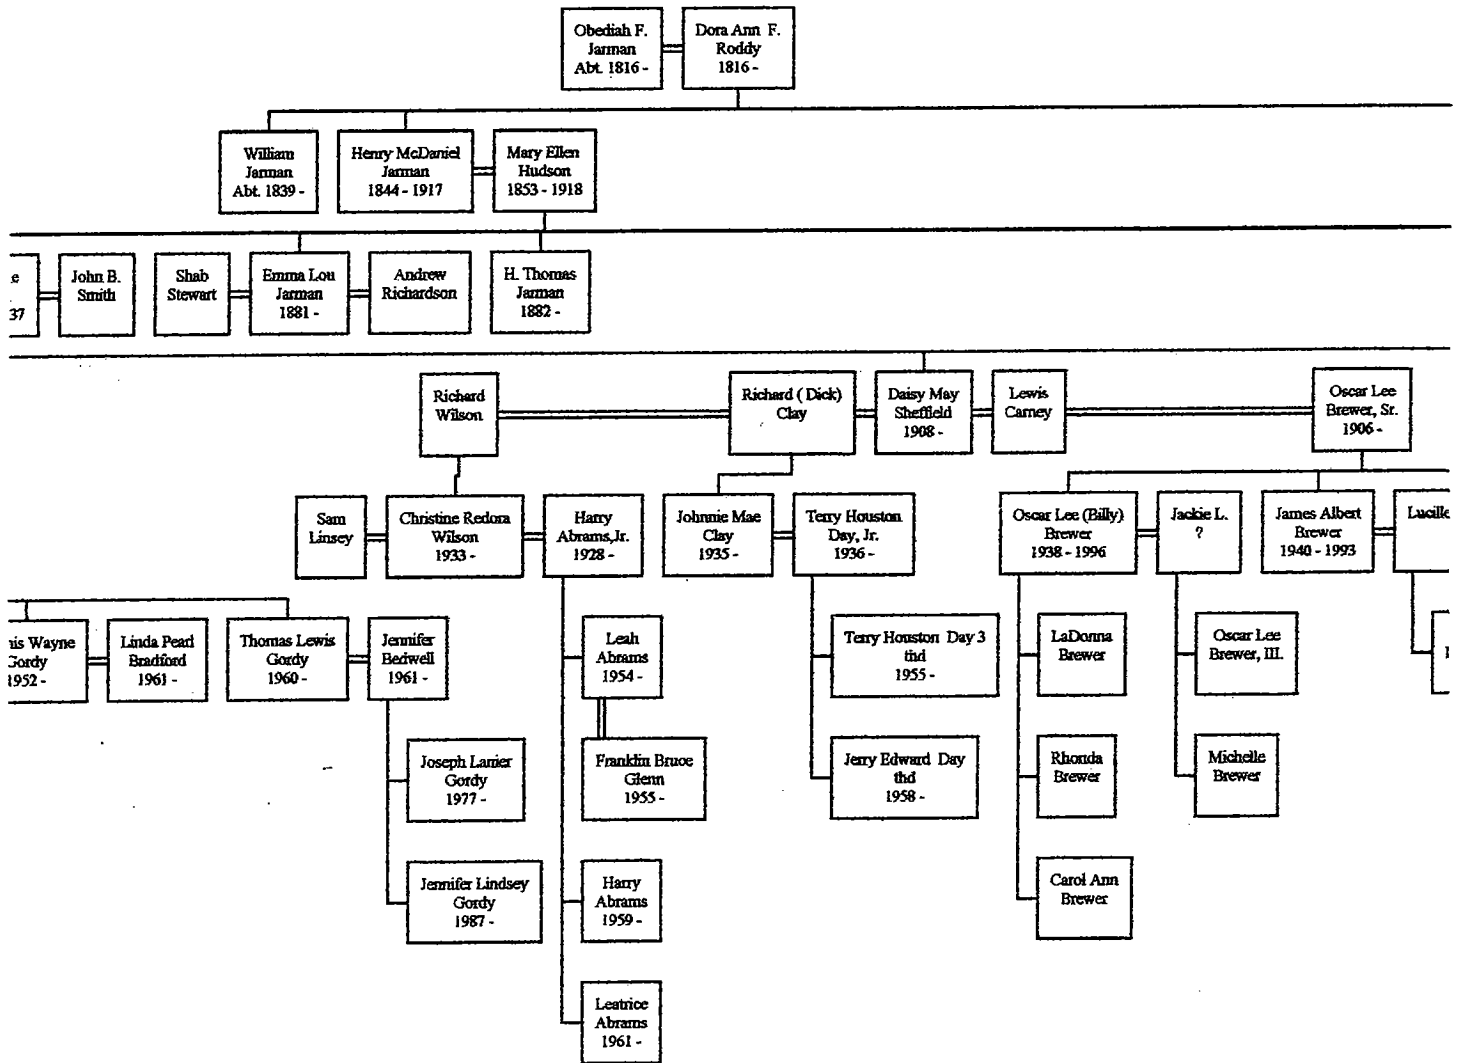 Obediah F.
Jarman
Abt. 1816 -
Dora Ann F.
Roddy
1816 -
William
Jarman
Abt. 1839 -
Henry McDaniel
Jarman
1844 - 1917
Mary Ellen
Hudson
1853 - 1918
e
37
John B.
Smith
Shab
Stewart
Emma Lou
Jarman
1881 -
Andrew
Richardson
H. Thomas
Jarman
1882 -
Richard
Wilson
Richard ( Dick)
Clay
Daisy May
Sheffield
1908 -
Lewis
Carney
Oscar Lee
Brewer, Sr.
1906 -
Sam
Linsey
Christine Redora
Wilson
1933 -
Harry
Abrams,Jr.
1928 -
Johnnie Mae
Clay
1935 -
Terry Houston
Day, Jr.
1936 -
Oscar Lee (Billy)
Brewer
1938 - 1996
Jackie L.
?
James Albert
Brewer
1940 - 1993
Lucille
nis Wayne
Gordy
1952 -
Linda Pearl
Bradford
1961 -
Thomas Lewis
Gordy
1960 -
Jennifer
Bedwell
1961 -
Leah
Abrams
1954 -
Terry Houston Day 3
thd
1955 -
LaDonna
Brewer
Oscar Lee
Brewer, III.
Joseph Lanier
Gordy
1977 -
Franklin Bruce
Glenn
1955 -
Jerry Edward Day
thd
1958 -
Rhonda
Brewer
Michelle
Brewer
Jennifer Lindsey
Gordy
1987 -
Harry
Abrams
1959 -
Carol Ann
Brewer
Leatrice
Abrams
1961 -